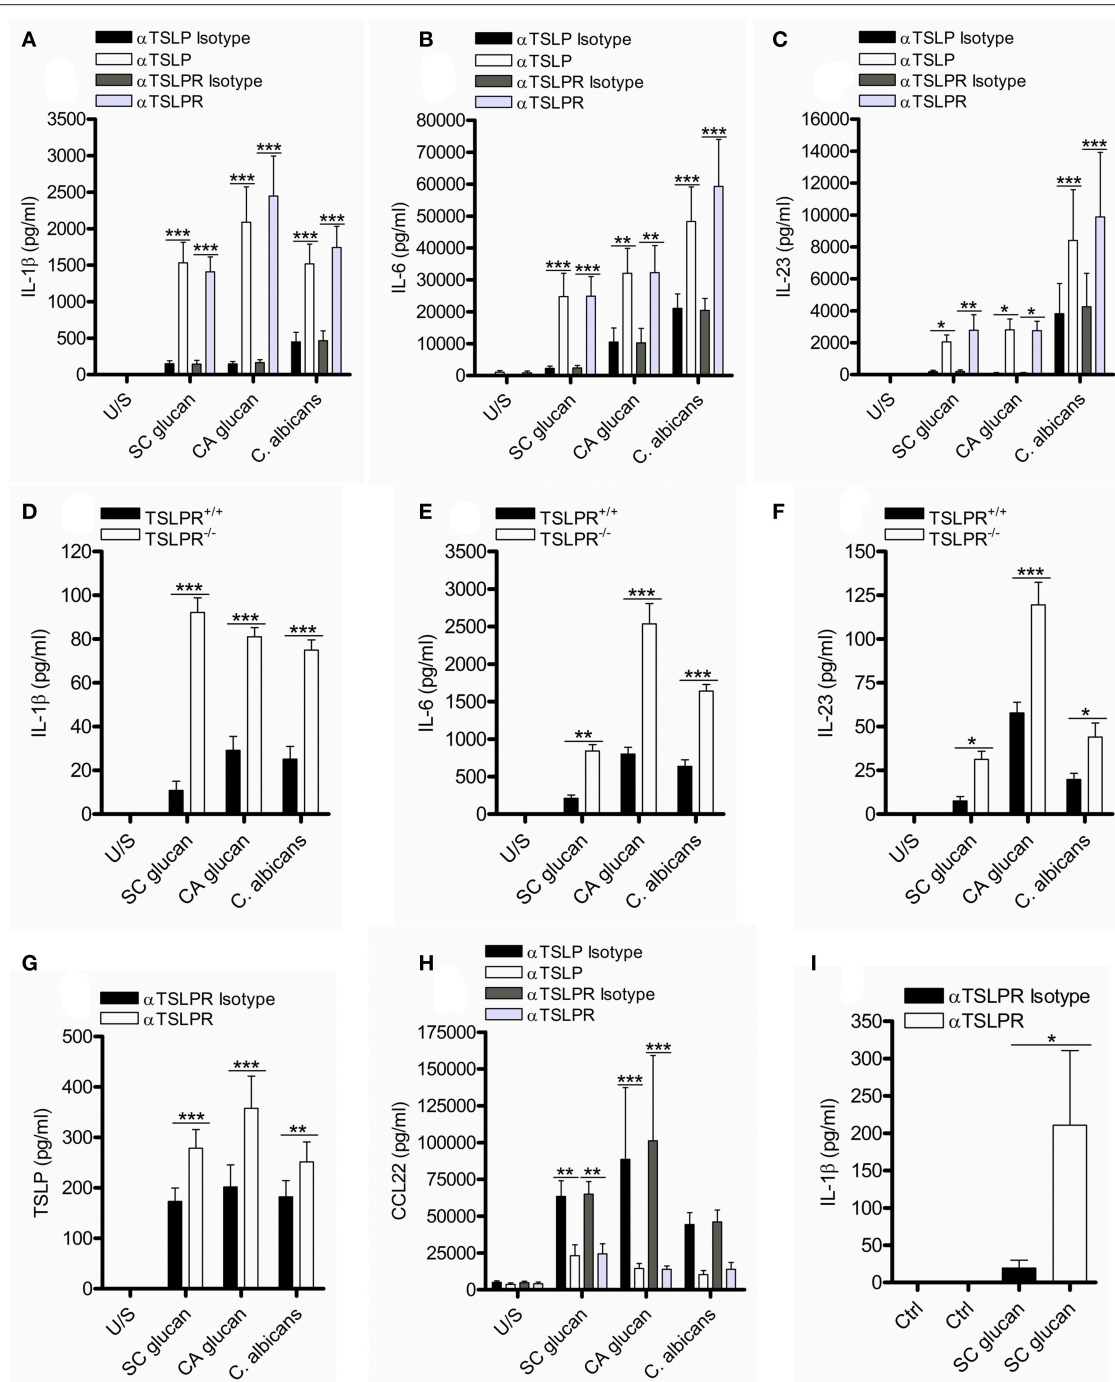 A
αTSLP Isotype
αTSLP
αTSLPR Isotype
αTSLPR
IL-1β (pg/ml)
3500
3000
2500
2000
1500
1000
500
0
*** *** *** *** *** ***
U/S SC glucan CA glucan C. albicans
B
αTSLP Isotype
αTSLP
αTSLPR Isotype
αTSLPR
IL-6 (pg/ml)
80000
70000
60000
50000
40000
30000
20000
10000
0
*** *** ** ** *** ***
U/S SC glucan CA glucan C. albicans
C
αTSLP Isotype
αTSLP
αTSLPR Isotype
αTSLPR
IL-23 (pg/ml)
16000
14000
12000
10000
8000
6000
4000
2000
0
* ** * * *** ***
U/S SC glucan CA glucan C. albicans
D
TSLPR+/+
TSLPR-/-
IL-1β (pg/ml)
120
100
80
60
40
20
0
*** *** ***
U/S SC glucan CA glucan C. albicans
E
TSLPR+/+
TSLPR-/-
IL-6 (pg/ml)
3500
3000
2500
2000
1500
1000
500
0
** *** ***
U/S SC glucan CA glucan C. albicans
F
TSLPR+/+
TSLPR-/-
IL-23 (pg/ml)
150
125
100
75
50
25
0
* *** *
U/S SC glucan CA glucan C. albicans
G
αTSLPR Isotype
αTSLPR
TSLP (pg/ml)
500
400
300
200
100
0
*** *** **
U/S SC glucan CA glucan C. albicans
H
αTSLP Isotype
αTSLP
αTSLPR Isotype
αTSLPR
CCL22 (pg/ml)
175000
150000
125000
100000
75000
50000
25000
0
** ** *** ***
U/S SC glucan CA glucan C. albicans
I
αTSLPR Isotype
αTSLPR
IL-1β (pg/ml)
350
300
250
200
150
100
50
0
*
Ctrl Ctrl SC glucan SC glucan